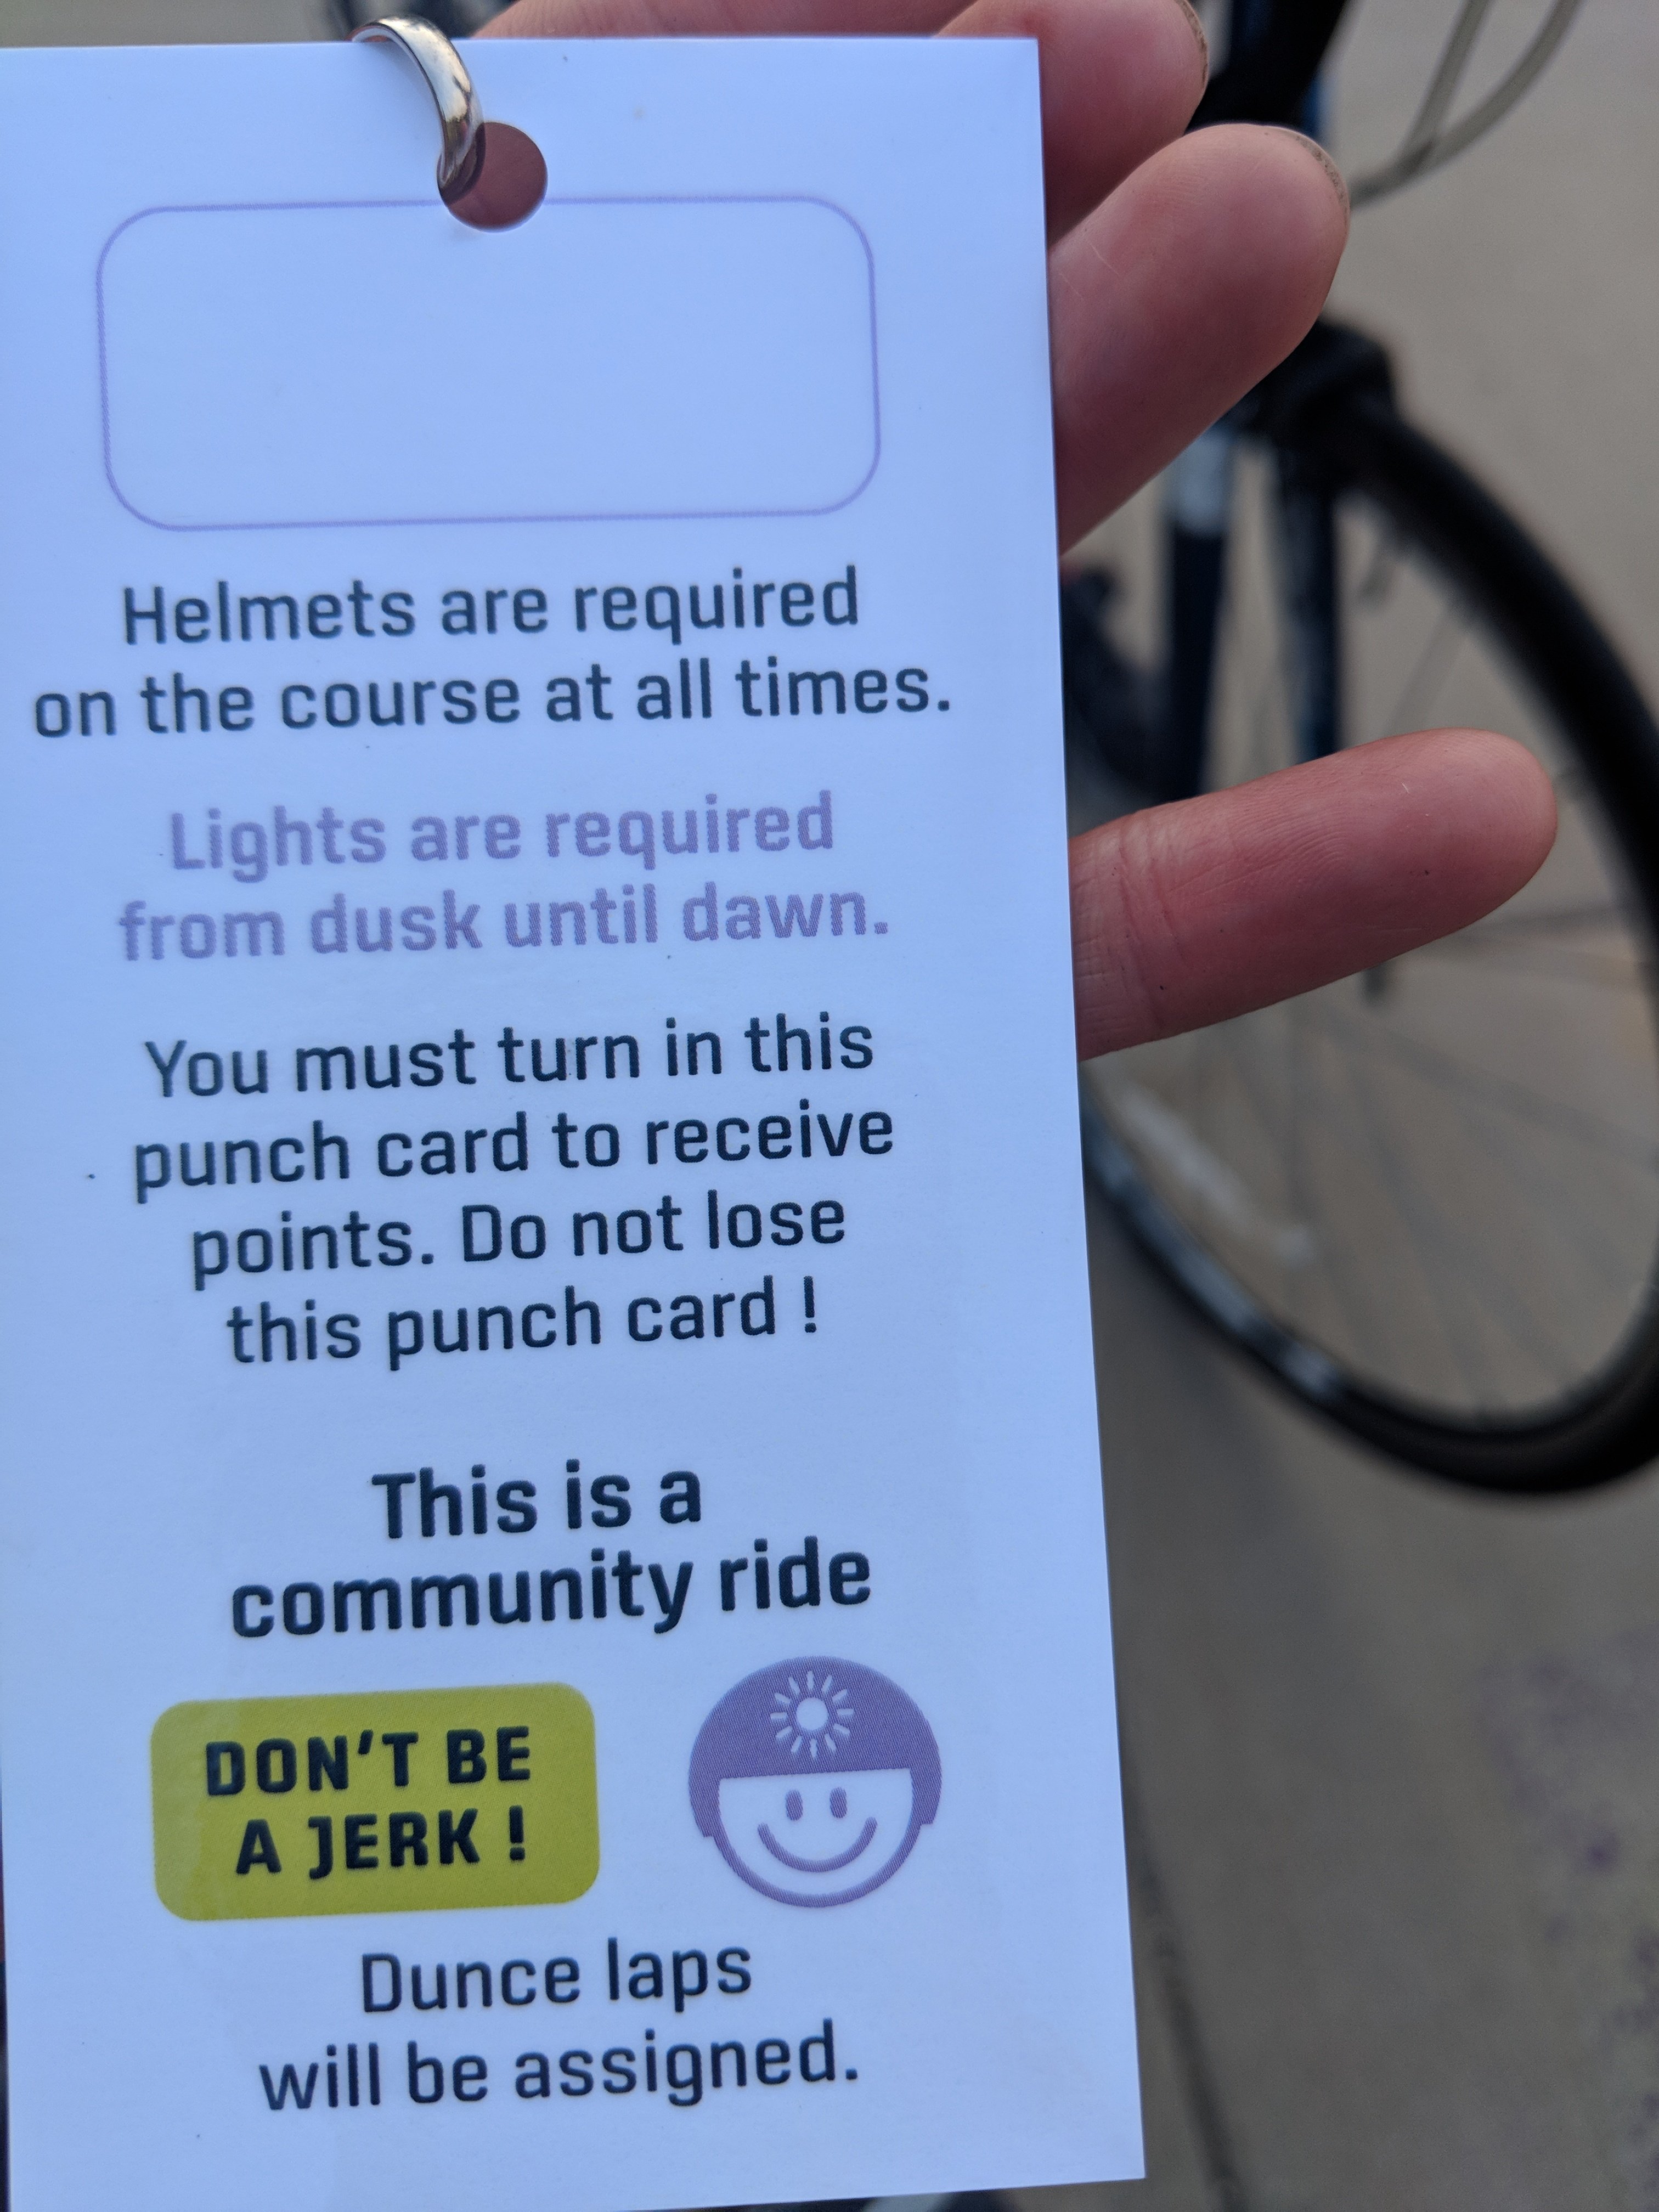 Helmets are required
on the course at all times.
Lights are required
from dusk until dawn.
You must turn in this
punch card to receive
points. Do not lose
this punch card !
This is a
community ride
DON'T BE
A JERK !
Dunce laps
will be assigned.